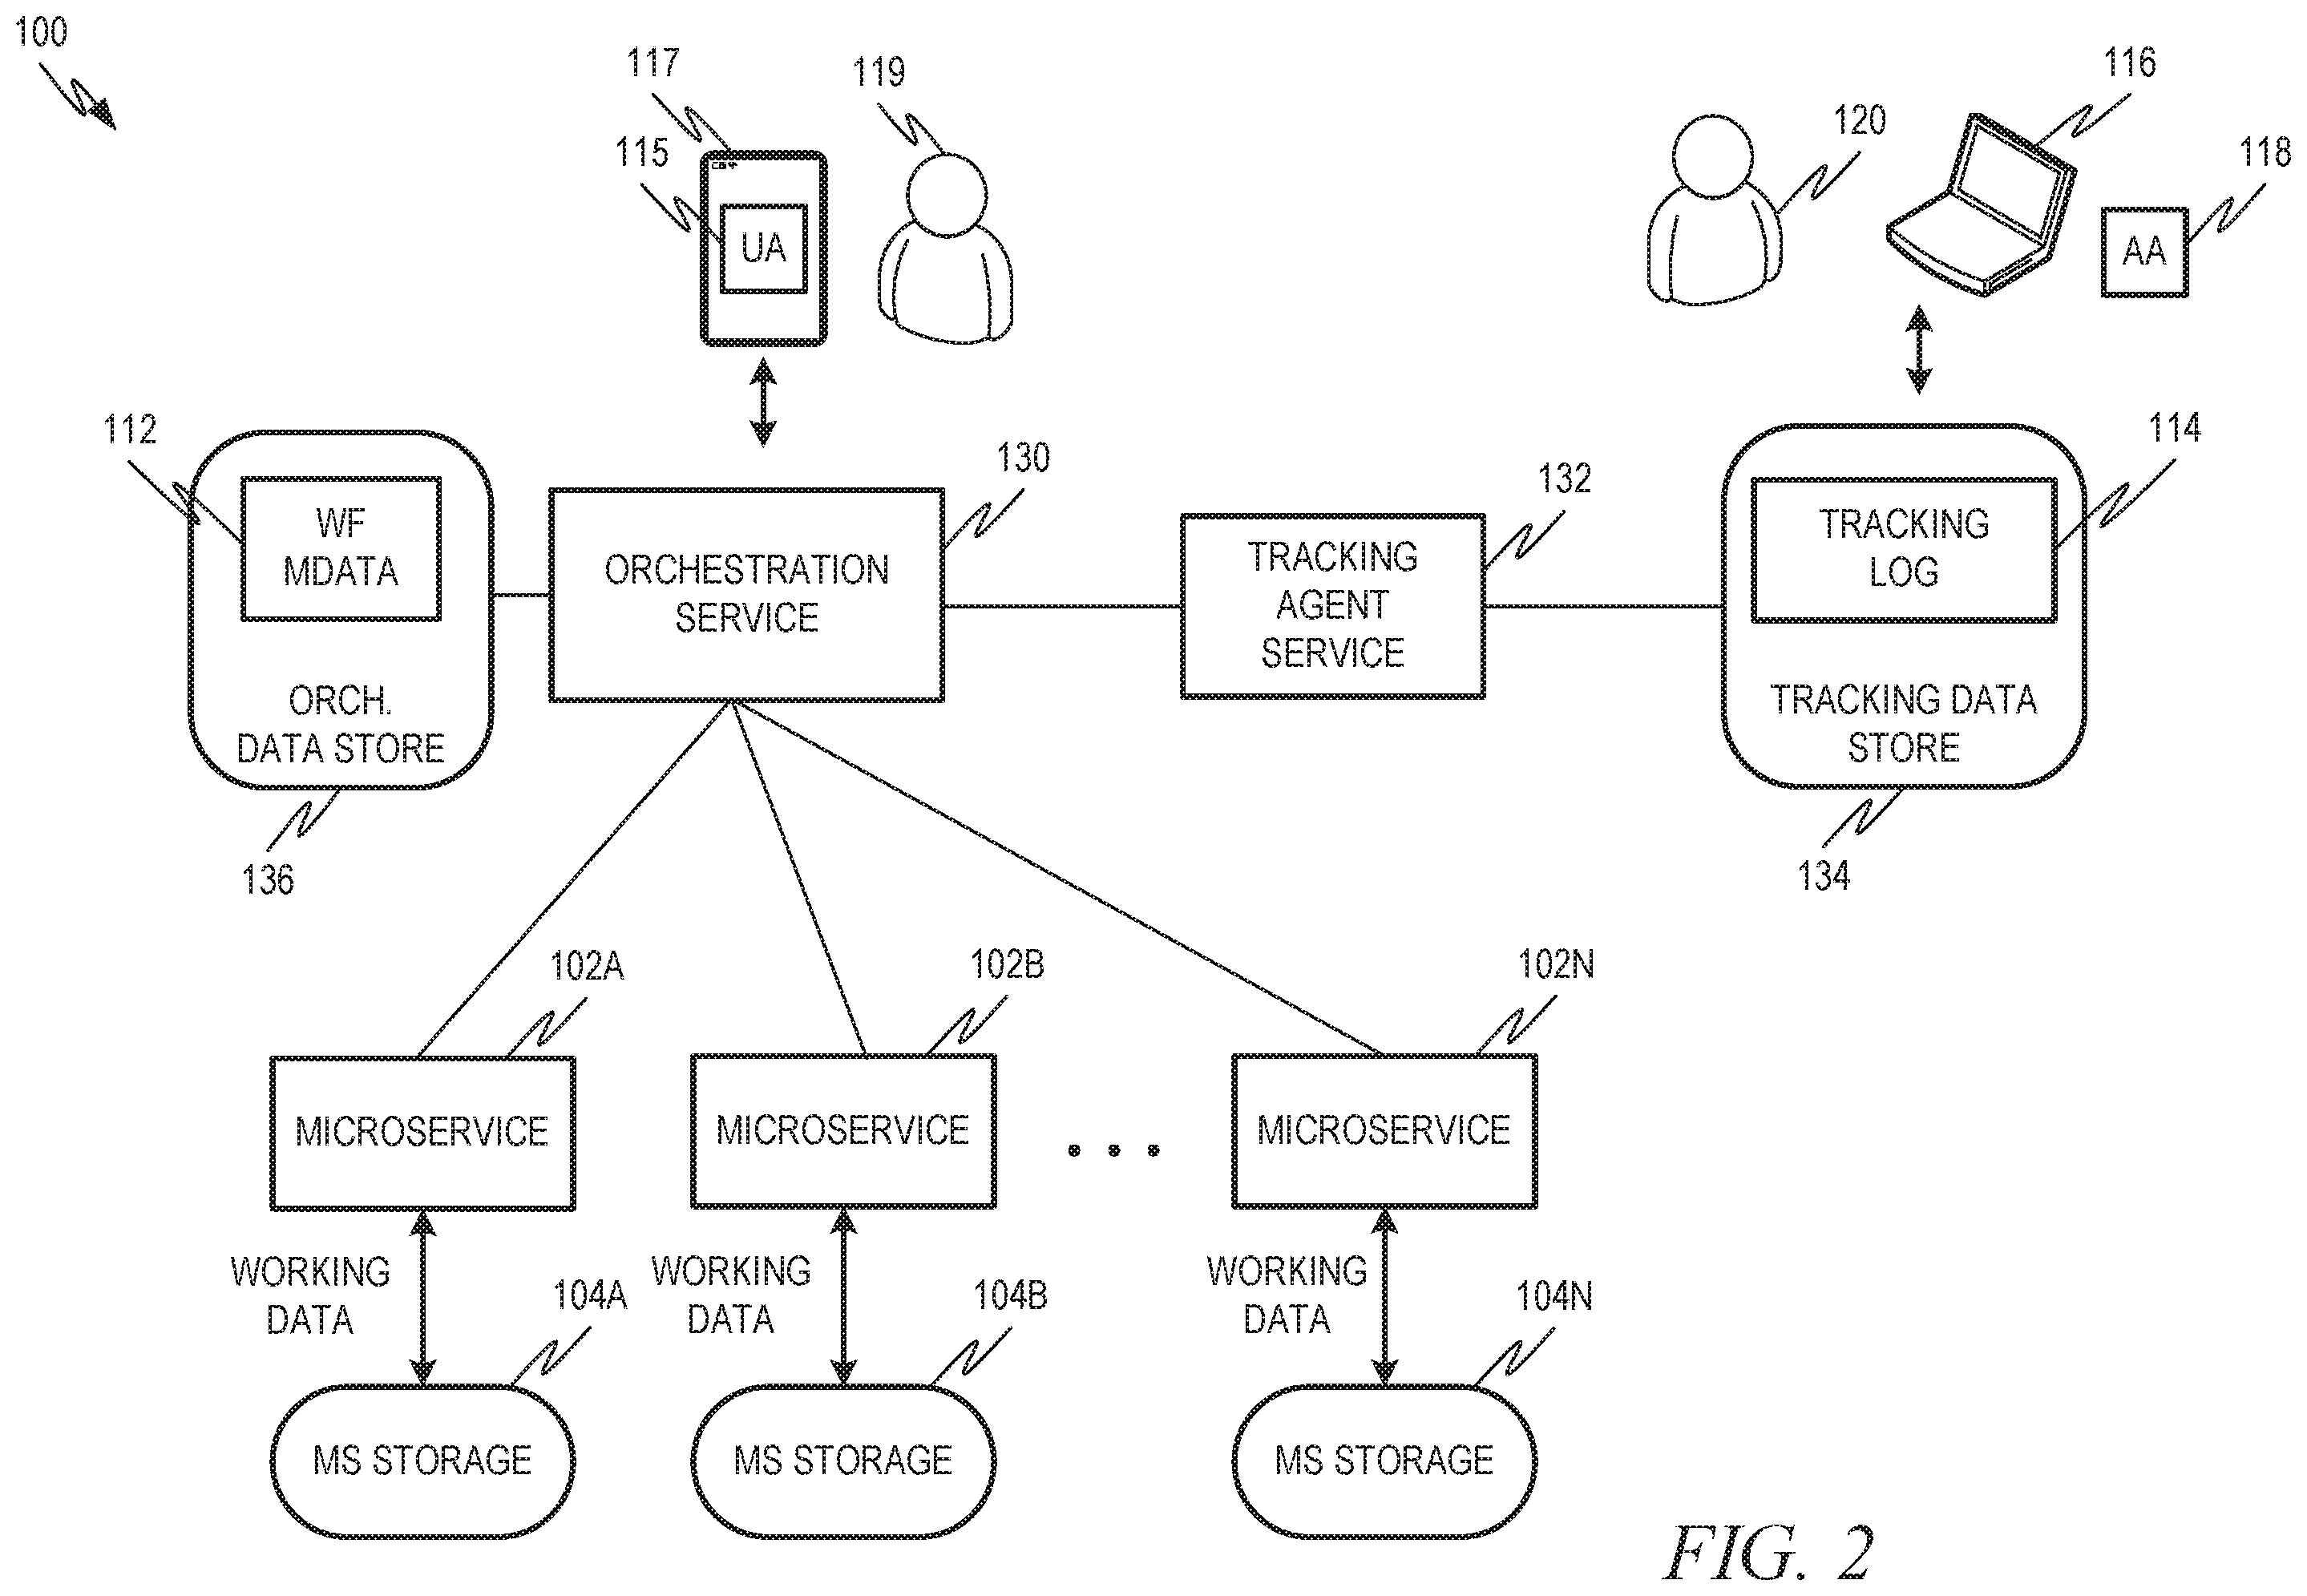 100
117
119
116
115
120
118
UA
AA
112
130
132
114
WF
MDATA
ORCH.
DATA STORE
ORCHESTRATION
SERVICE
TRACKING
AGENT
SERVICE
TRACKING
LOG
TRACKING DATA
STORE
136
134
102A
102B
102N
MICROSERVICE
MICROSERVICE
. . .
MICROSERVICE
WORKING
DATA
104A
WORKING
DATA
104B
WORKING
DATA
104N
MS STORAGE
MS STORAGE
MS STORAGE
FIG. 2